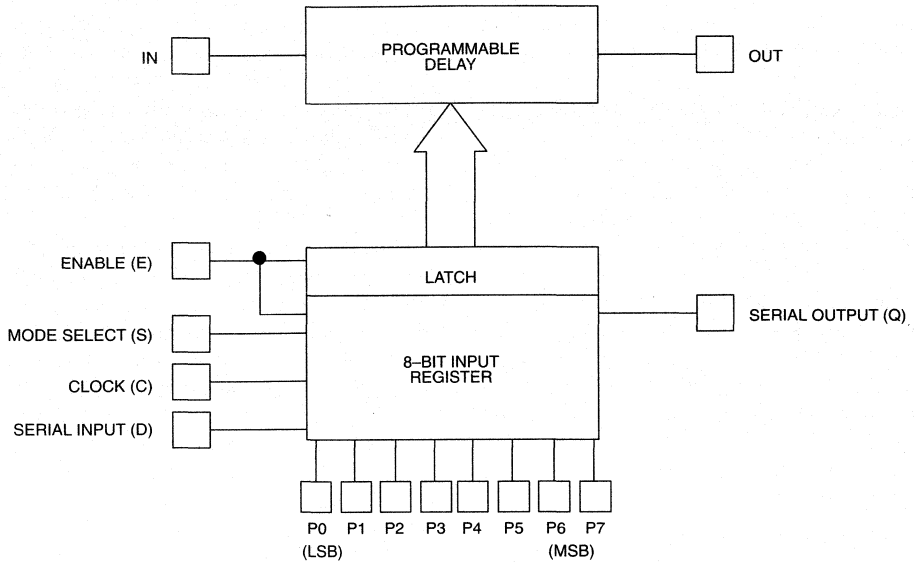 IN
PROGRAMMABLE
DELAY
OUT
ENABLE (E)
LATCH
MODE SELECT (S)
SERIAL OUTPUT (Q)
8–BIT INPUT
REGISTER
CLOCK (C)
SERIAL INPUT (D)
P0 P1 P2 P3 P4 P5 P6 P7
(LSB) (MSB)